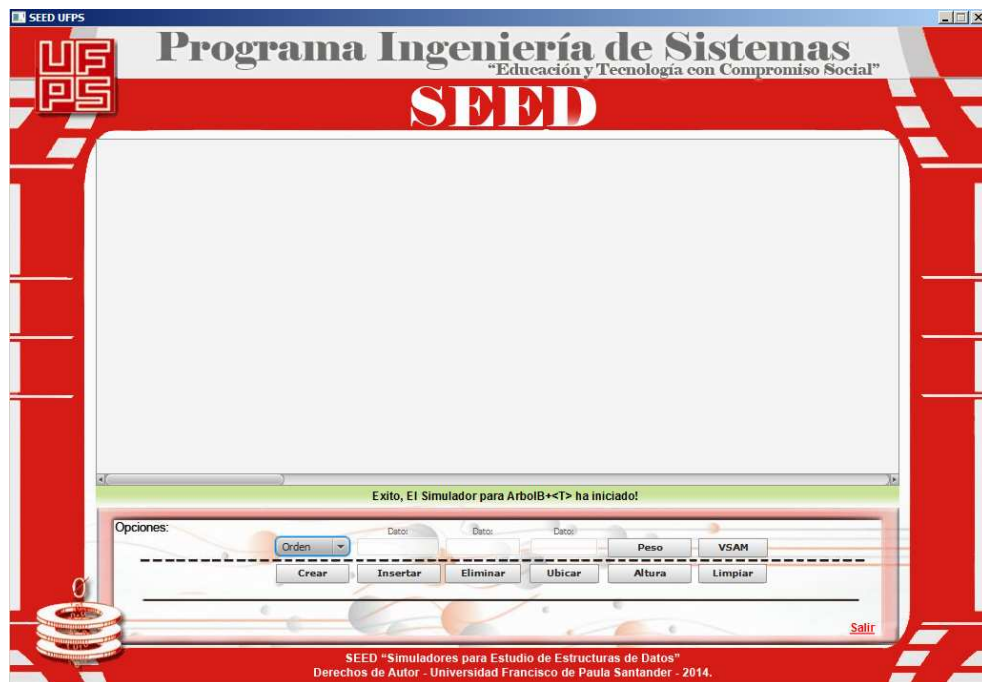 SEED UFPS
UFPS
Programa Ingeniería de Sistemas
“Educación y Tecnología con Compromiso Social”
SEED
Exito, El Simulador para ArbolB+<T> ha iniciado!
Opciones:
Dato: Dato: Dato:
Orden Peso VSAM
Crear Insertar Eliminar Ubicar Altura Limpiar
Salir
SEED “Simuladores para Estudio de Estructuras de Datos”
Derechos de Autor - Universidad Francisco de Paula Santander - 2014.